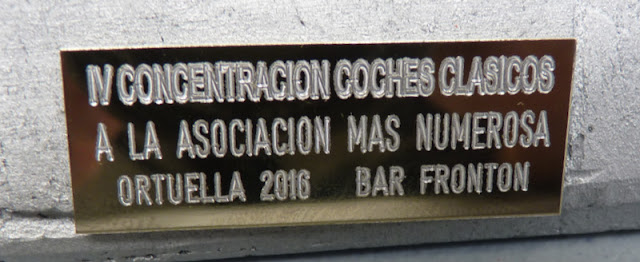 IV CONCENTRACION COCHES CLASICOS
A LA ASOCIACION MAS NUMEROSA
ORTUELLA 2016 BAR FRONTON